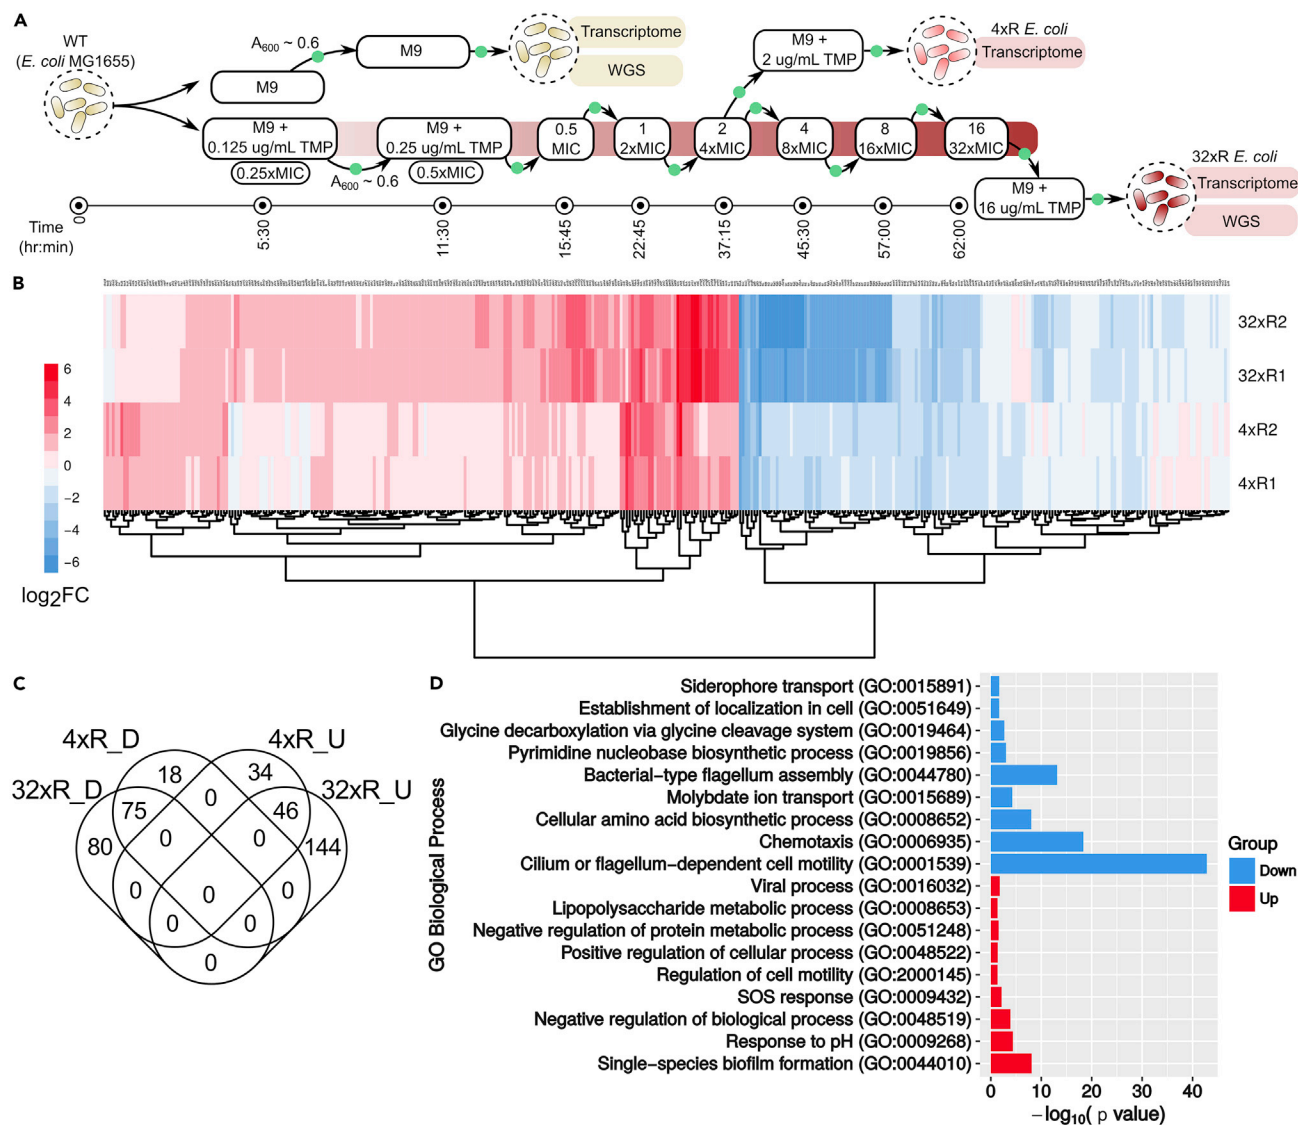 A
WT
(E. coli MG1655)
A600 ~ 0.6
M9
M9
Transcriptome
WGS
M9 +
2 ug/mL TMP
4xR E. coli
Transcriptome
M9 +
0.125 ug/mL TMP
0.25xMIC
A600 ~ 0.6
M9 +
0.25 ug/mL TMP
0.5xMIC
0.5
MIC
1
2xMIC
2
4xMIC
4
8xMIC
8
16xMIC
16
32xMIC
M9 +
16 ug/mL TMP
32xR E. coli
Transcriptome
WGS
Time
(hr:min)
0
5:30
11:30
15:45
22:45
37:15
45:30
57:00
62:00
B
32xR2
32xR1
4xR2
4xR1
6
4
2
0
−2
−4
−6
log2FC
C
4xR_D
4xR_U
32xR_D
32xR_U
18
34
0
75
46
80
0
0
144
0
0
0
0
0
0
D
GO Biological Process
Siderophore transport (GO:0015891)
Establishment of localization in cell (GO:0051649)
Glycine decarboxylation via glycine cleavage system (GO:0019464)
Pyrimidine nucleobase biosynthetic process (GO:0019856)
Bacterial−type flagellum assembly (GO:0044780)
Molybdate ion transport (GO:0015689)
Cellular amino acid biosynthetic process (GO:0008652)
Chemotaxis (GO:0006935)
Cilium or flagellum−dependent cell motility (GO:0001539)
Viral process (GO:0016032)
Lipopolysaccharide metabolic process (GO:0008653)
Negative regulation of protein metabolic process (GO:0051248)
Positive regulation of cellular process (GO:0048522)
Regulation of cell motility (GO:2000145)
SOS response (GO:0009432)
Negative regulation of biological process (GO:0048519)
Response to pH (GO:0009268)
Single−species biofilm formation (GO:0044010)
0 10 20 30 40
−log10( p value)
Group
Down
Up